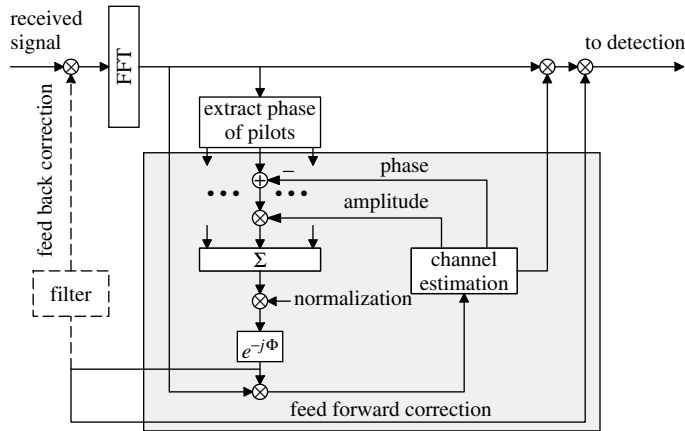 received
signal
to detection
FFT
extract phase
of pilots
feed back correction
phase
−
+
amplitude
Σ
channel
estimation
filter
normalization
e^{−jΦ}
feed forward correction